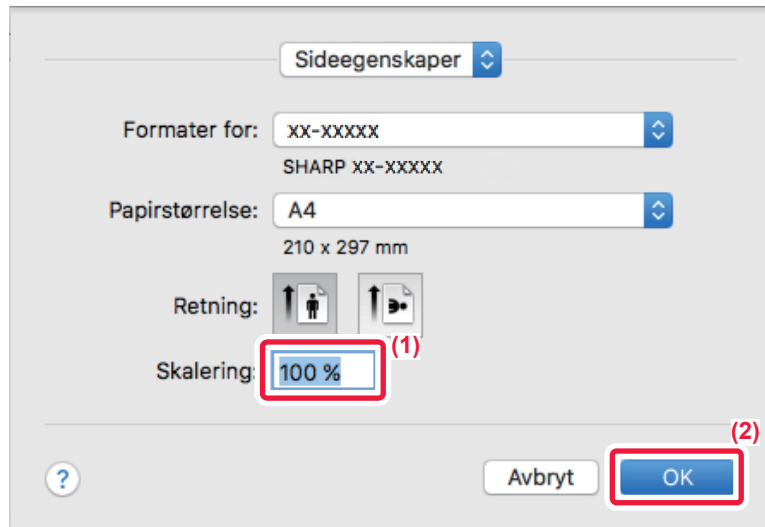 Sideegenskaper
Formater for: xx-xxxxx
SHARP xx-xxxxx
Papirstørrelse: A4
210 x 297 mm
Retning:
(1)
Skalering: 100 %
(2)
? Avbryt OK